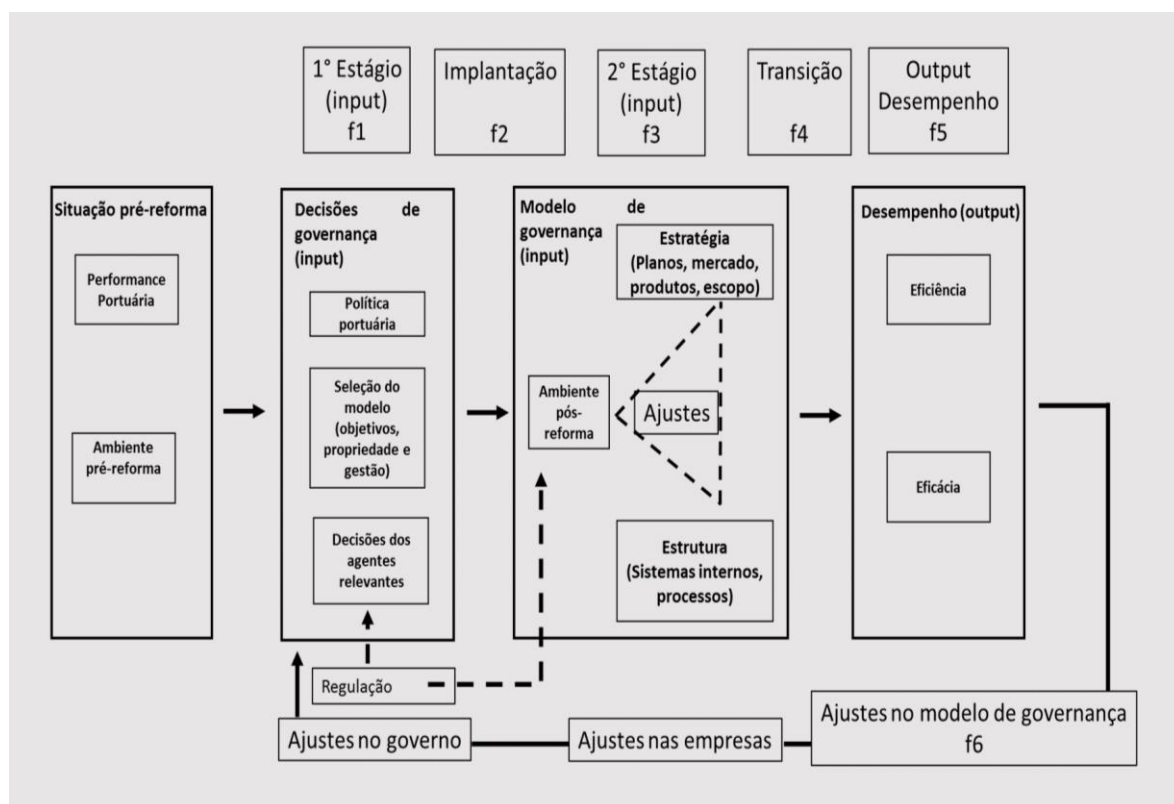 1° Estágio
(input)
f1
Implantação
f2
2° Estágio
(input)
f3
Transição
f4
Output
Desempenho
f5
Situação pré-reforma
Performance
Portuária
Ambiente
pré-reforma
Decisões de
governança
(input)
Política
portuária
Seleção do
modelo
(objetivos,
propriedade e
gestão)
Decisões dos
agentes
relevantes
Modelo de
governança
(input)
Estratégia
(Planos, mercado,
produtos, escopo)
Ambiente
pós-
reforma
Ajustes
Estrutura
(Sistemas internos,
processos)
Desempenho (output)
Eficiência
Eficácia
Regulação
Ajustes no governo
Ajustes nas empresas
Ajustes no modelo de governança
f6